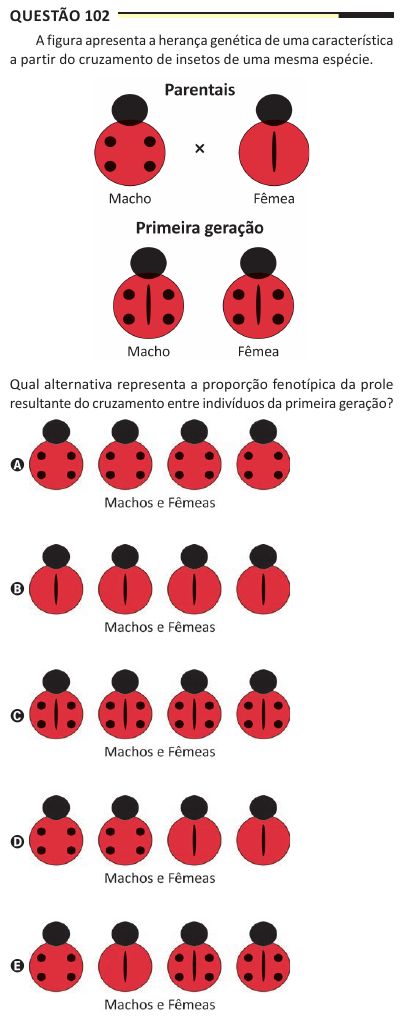 QUESTÃO 102
A figura apresenta a herança genética de uma característica
a partir do cruzamento de insetos de uma mesma espécie.
Parentais
×
Macho Fêmea
Primeira geração
Macho Fêmea
Qual alternativa representa a proporção fenotípica da prole
resultante do cruzamento entre indivíduos da primeira geração?
A
Machos e Fêmeas
B
Machos e Fêmeas
C
Machos e Fêmeas
D
Machos e Fêmeas
E
Machos e Fêmeas